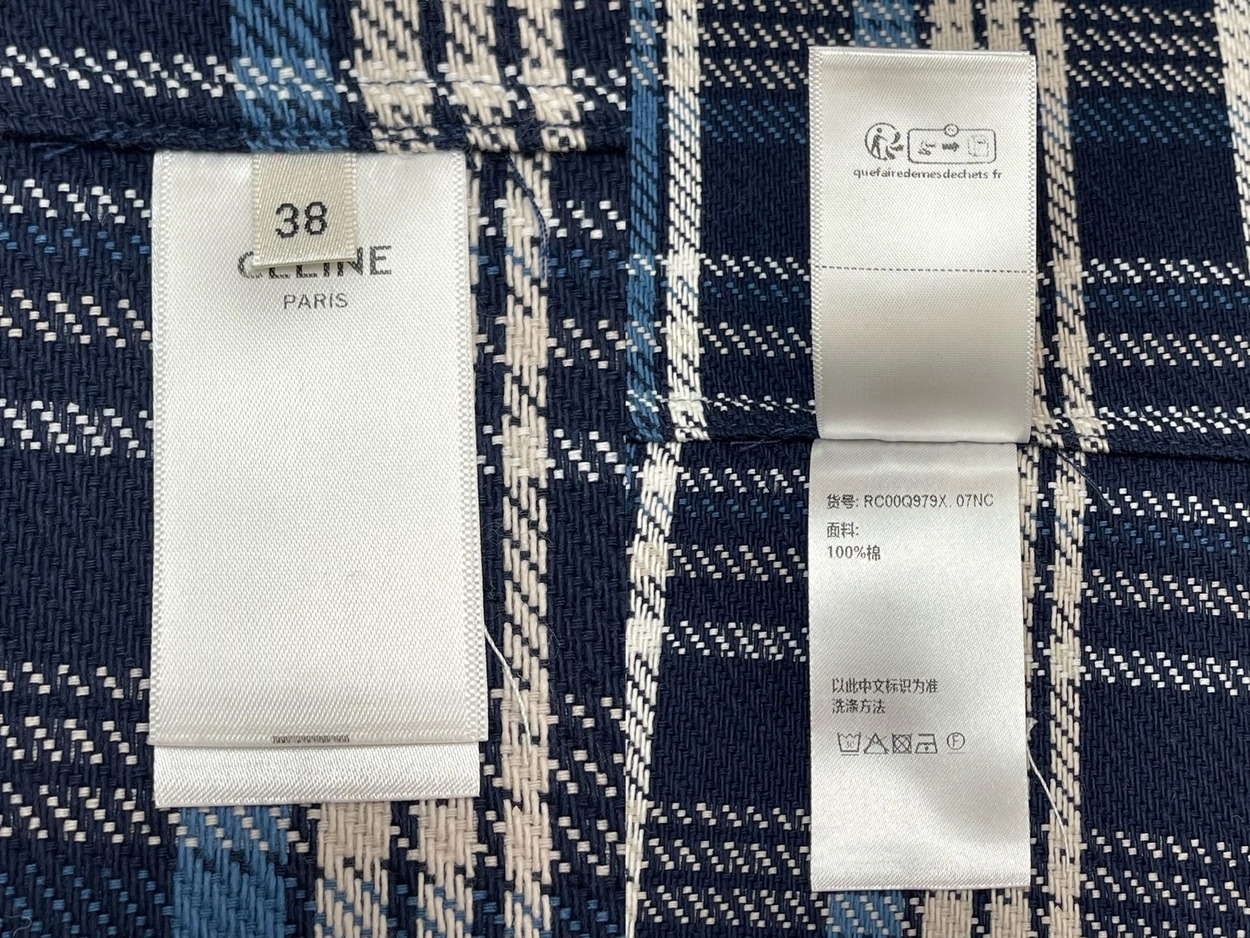 38
CELINE
PARIS
quefairedemesdechets fr
货号: RC00Q979X. 07NC
面料:
100%棉
以此中文标识为准
洗涤方法
F